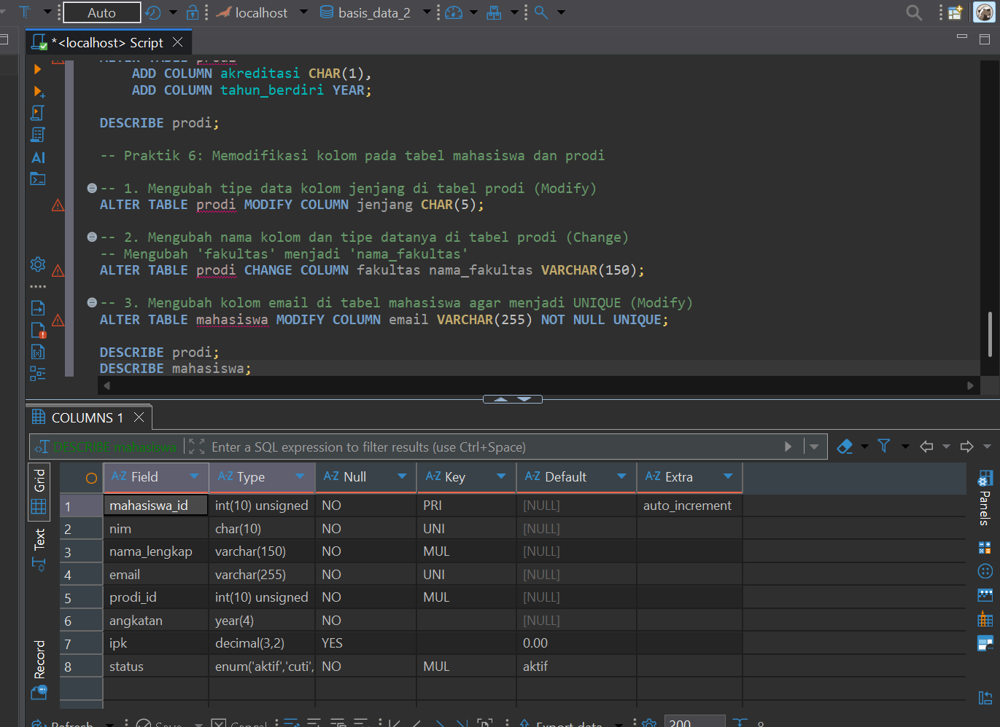 Auto
localhost
basis_data_2
*<localhost> Script
ALTER TABLE prodi
ADD COLUMN akreditasi CHAR(1),
ADD COLUMN tahun_berdiri YEAR;
DESCRIBE prodi;
-- Praktik 6: Memodifikasi kolom pada tabel mahasiswa dan prodi
-- 1. Mengubah tipe data kolom jenjang di tabel prodi (Modify)
ALTER TABLE prodi MODIFY COLUMN jenjang CHAR(5);
-- 2. Mengubah nama kolom dan tipe datanya di tabel prodi (Change)
-- Mengubah 'fakultas' menjadi 'nama_fakultas'
ALTER TABLE prodi CHANGE COLUMN fakultas nama_fakultas VARCHAR(150);
-- 3. Mengubah kolom email di tabel mahasiswa agar menjadi UNIQUE (Modify)
ALTER TABLE mahasiswa MODIFY COLUMN email VARCHAR(255) NOT NULL UNIQUE;
DESCRIBE prodi;
DESCRIBE mahasiswa;
AI
COLUMNS 1
DESCRIBE mahasiswa Enter a SQL expression to filter results (use Ctrl+Space)
Grid
Text
Record
Panels
A-Z Field A-Z Type A-Z Null A-Z Key A-Z Default A-Z Extra
1 mahasiswa_id int(10) unsigned NO PRI [NULL] auto_increment
2 nim char(10) NO UNI [NULL]
3 nama_lengkap varchar(150) NO MUL [NULL]
4 email varchar(255) NO UNI [NULL]
5 prodi_id int(10) unsigned NO MUL [NULL]
6 angkatan year(4) NO [NULL]
7 ipk decimal(3,2) YES 0.00
8 status enum('aktif','cuti', NO MUL aktif
Refresh Save Cancel Export data 200 8